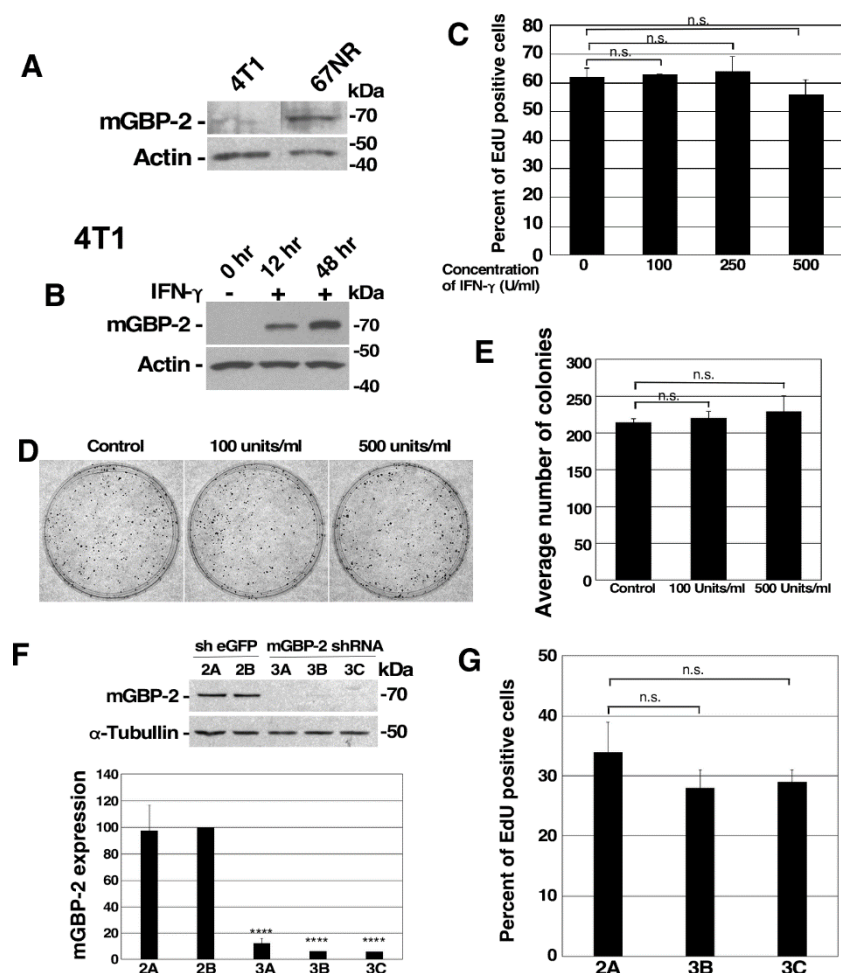 A
4T1
67NR
kDa
mGBP-2 -
-70
Actin -
-50
-40
4T1
B
0 hr
12 hr
48 hr
IFN-γ
-
+
+
kDa
mGBP-2 -
-70
Actin -
-50
-40
C
Percent of EdU positive cells
80
70
60
50
40
30
20
10
0
n.s.
n.s.
n.s.
0
100
250
500
Concentration
of IFN-γ (U/ml)
D
Control
100 units/ml
500 units/ml
E
Average number of colonies
300
250
200
150
100
50
0
n.s.
n.s.
Control
100 Units/ml
500 Units/ml
F
sh eGFP
mGBP-2 shRNA
2A
2B
3A
3B
3C
kDa
mGBP-2 -
-70
α-Tubullin -
-50
mGBP-2 expression
140
120
100
80
60
40
20
0
****
****
****
2A
2B
3A
3B
3C
G
Percent of EdU positive cells
50
40
30
20
10
0
n.s.
n.s.
2A
3B
3C